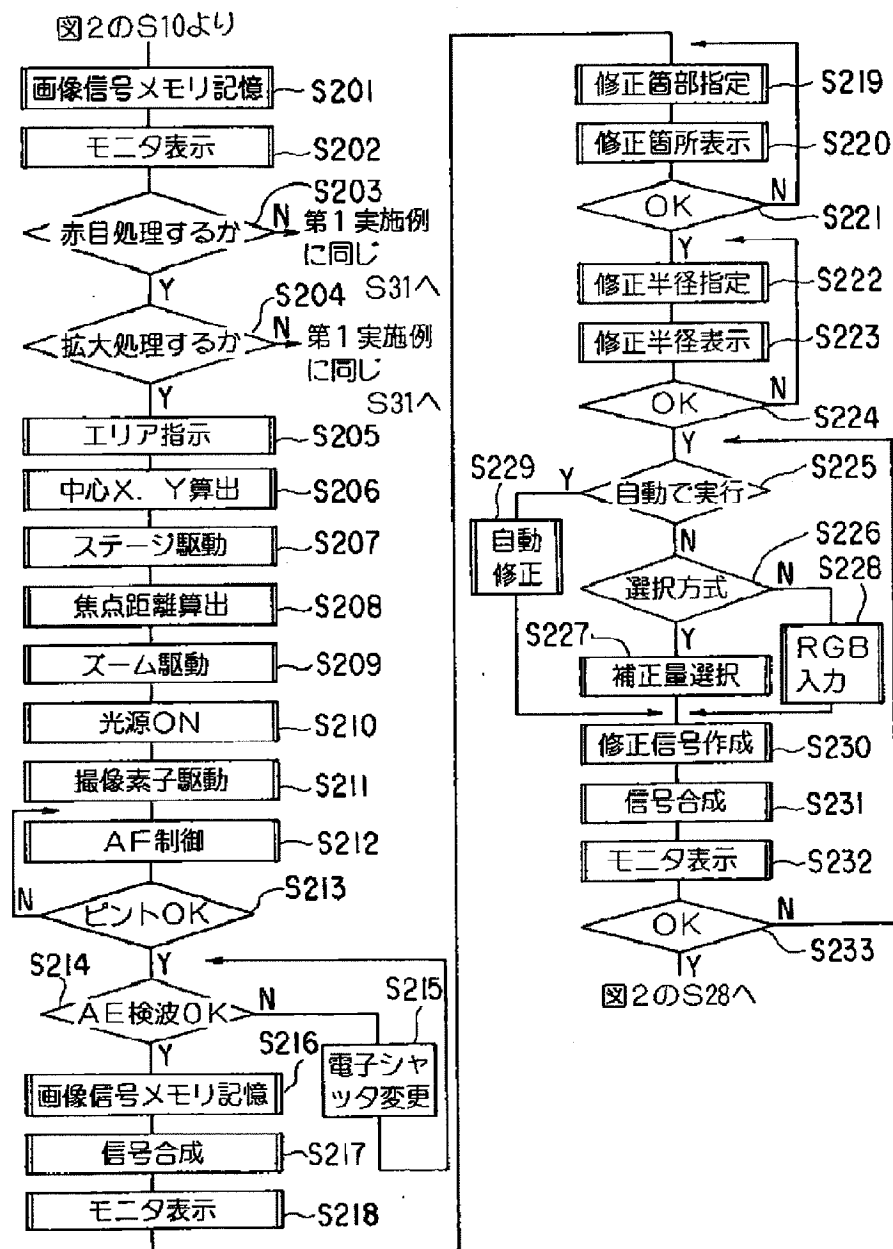 図2のS10より
画像信号メモリ記憶 S201
モニタ表示 S202
S203
赤目処理するか N 第1実施例
に同じ
Y S31へ
S204
拡大処理するか N 第1実施例
に同じ
Y S31へ
エリア指示 S205
中心X．Y算出 S206
ステージ駆動 S207
焦点距離算出 S208
ズーム駆動 S209
光源ON S210
撮像素子駆動 S211
AF制御 S212
N ピントOK S213
Y
S214
AE検波OK N S215
Y
電子シャ
ッタ変更
S216
画像信号メモリ記憶
信号合成 S217
モニタ表示 S218
修正箇部指定 S219
修正箇所表示 S220
OK N S221
Y
修正半径指定 S222
修正半径表示 S223
OK N S224
Y
S229 Y 自動で実行 S225
自動
修正
N
S226
選択方式 N S228
Y
S227
補正量選択
RGB
入力
修正信号作成 S230
信号合成 S231
モニタ表示 S232
OK N S233
Y
図2のS28へ